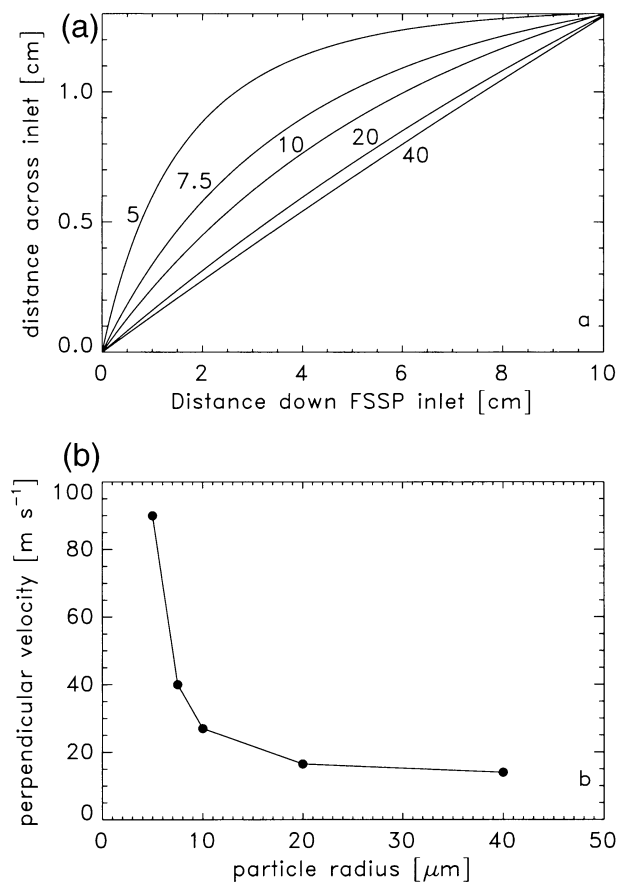 (a)
distance across inlet [cm]
1.0
0.5
0.0
5
7.5
10
20
40
a
0 2 4 6 8 10
Distance down FSSP inlet [cm]
(b)
perpendicular velocity [m s⁻¹]
100
80
60
40
20
0
b
0 10 20 30 40 50
particle radius [μm]